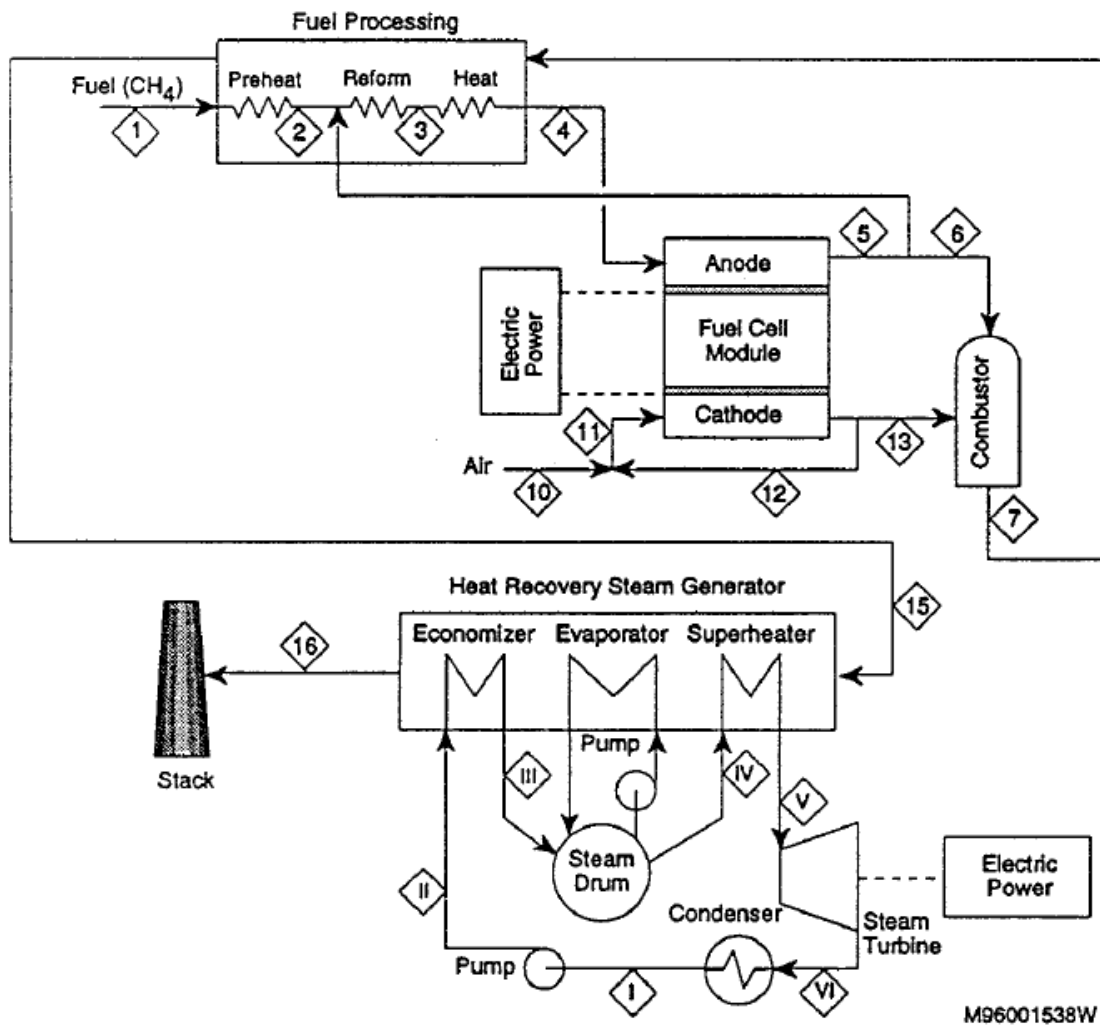 Fuel Processing
Fuel (CH4)
Preheat
Reform
Heat
1
2
3
4
5
6
Anode
Electric
Power
Fuel Cell
Module
Cathode
Combustor
11
13
Air
10
12
7
Heat Recovery Steam Generator
15
Economizer
Evaporator
Superheater
16
Pump
Stack
III
IV
V
Steam
Drum
Electric
Power
II
Condenser
Steam
Turbine
Pump
I
VI
M96001538W